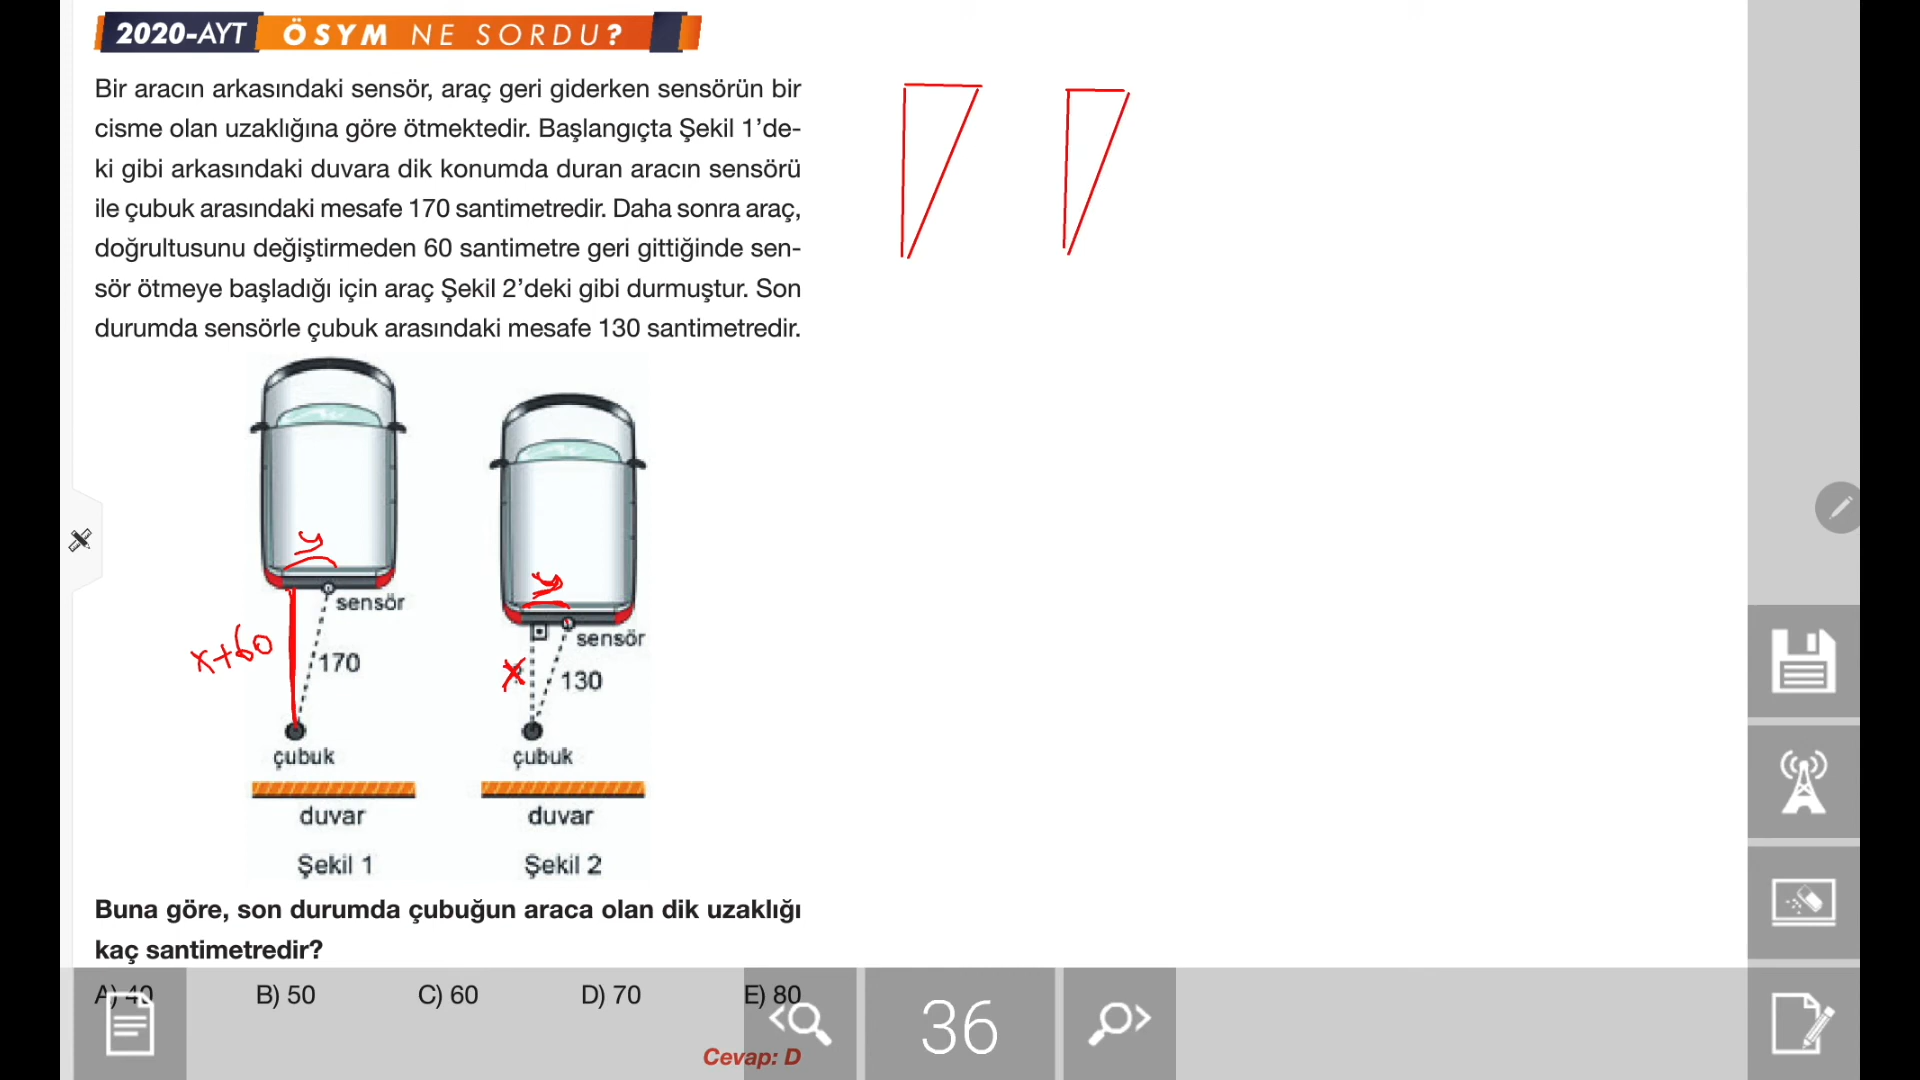 2020-AYT ÖSYM NE SORDU?
Bir aracın arkasındaki sensör, araç geri giderken sensörün bir
cisme olan uzaklığına göre ötmektedir. Başlangıçta Şekil 1’de-
ki gibi arkasındaki duvara dik konumda duran aracın sensörü
ile çubuk arasındaki mesafe 170 santimetredir. Daha sonra araç,
doğrultusunu değiştirmeden 60 santimetre geri gittiğinde sen-
sör ötmeye başladığı için araç Şekil 2’deki gibi durmuştur. Son
durumda sensörle çubuk arasındaki mesafe 130 santimetredir.
y
y
sensör
sensör
x+60
170
x
130
çubuk
çubuk
duvar
duvar
Şekil 1
Şekil 2
Buna göre, son durumda çubuğun araca olan dik uzaklığı
kaç santimetredir?
A) 40 B) 50 C) 60 D) 70 E) 80
36
Cevap: D